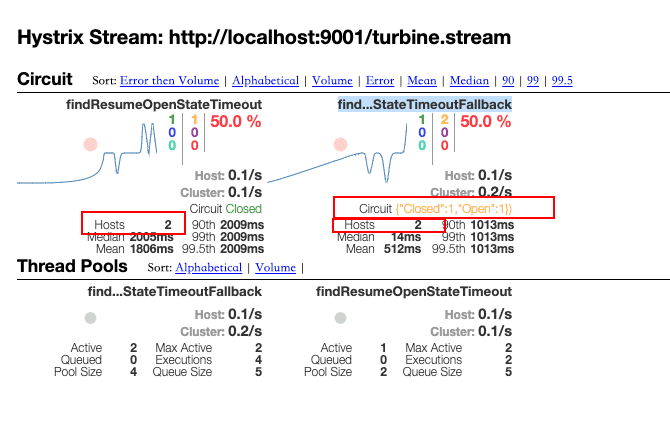 Hystrix Stream: http://localhost:9001/turbine.stream
Circuit Sort: Error then Volume | Alphabetical | Volume | Error | Mean | Median | 90 | 99 | 99.5
findResumeOpenStateTimeout
1 1 50.0 %
0 0
0 0
Host: 0.1/s
Cluster: 0.1/s
Circuit Closed
Hosts 2 90th 2009ms
Median 2005ms 99th 2009ms
Mean 1806ms 99.5th 2009ms
find...StateTimeoutFallback
1 2 50.0 %
0 0
0 0
Host: 0.1/s
Cluster: 0.2/s
Circuit {"Closed":1,"Open":1})
Hosts 2 90th 1013ms
Median 14ms 99th 1013ms
Mean 512ms 99.5th 1013ms
Thread Pools Sort: Alphabetical | Volume |
find...StateTimeoutFallback
Host: 0.1/s
Cluster: 0.2/s
Active 2 Max Active 2
Queued 0 Executions 4
Pool Size 4 Queue Size 5
findResumeOpenStateTimeout
Host: 0.1/s
Cluster: 0.1/s
Active 1 Max Active 2
Queued 0 Executions 2
Pool Size 2 Queue Size 5